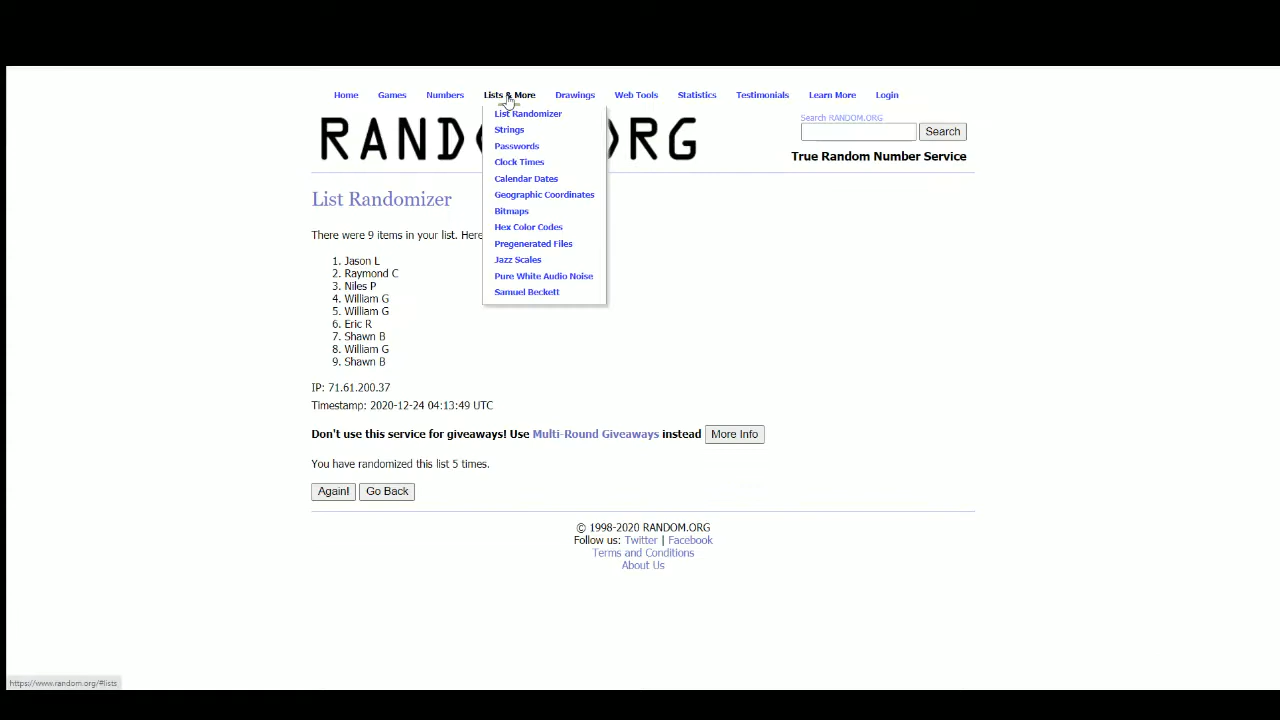 Home Games Numbers Lists & More Drawings Web Tools Statistics Testimonials Learn More Login
List Randomizer
Strings
Passwords
Clock Times
Calendar Dates
Geographic Coordinates
Bitmaps
Hex Color Codes
Pregenerated Files
Jazz Scales
Pure White Audio Noise
Samuel Beckett
Search RANDOM.ORG
Search
True Random Number Service
List Randomizer
There were 9 items in your list. Here
1. Jason L
2. Raymond C
3. Niles P
4. William G
5. William G
6. Eric R
7. Shawn B
8. William G
9. Shawn B
IP: 71.61.200.37
Timestamp: 2020-12-24 04:13:49 UTC
Don't use this service for giveaways! Use Multi-Round Giveaways instead More Info
You have randomized this list 5 times.
Again! Go Back
© 1998-2020 RANDOM.ORG
Follow us: Twitter | Facebook
Terms and Conditions
About Us
https://www.random.org/#lists